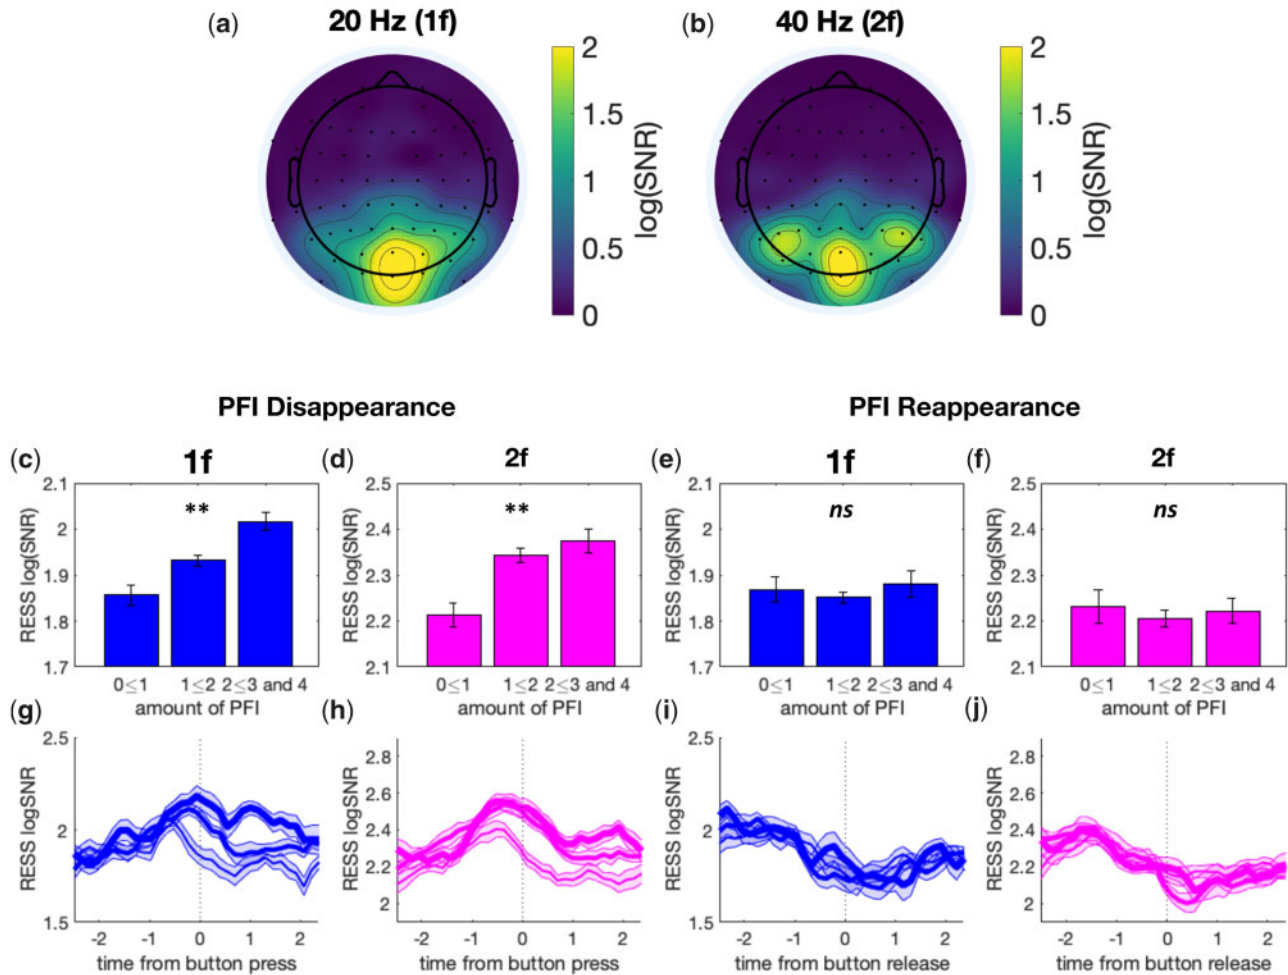 (a) 20 Hz (1f)
2
1.5
1
0.5
0
log(SNR)
(b) 40 Hz (2f)
2
1.5
1
0.5
0
log(SNR)
PFI Disappearance
PFI Reappearance
(c) 1f
**
RESS log(SNR)
2.1
2
1.9
1.8
1.7
0≤1 1≤2 2≤3 and 4
amount of PFI
(d) 2f
**
RESS log(SNR)
2.5
2.4
2.3
2.2
2.1
0≤1 1≤2 2≤3 and 4
amount of PFI
(e) 1f
ns
RESS log(SNR)
2.1
2
1.9
1.8
1.7
0≤1 1≤2 2≤3 and 4
amount of PFI
(f) 2f
ns
RESS log(SNR)
2.5
2.4
2.3
2.2
2.1
0≤1 1≤2 2≤3 and 4
amount of PFI
(g)
RESS logSNR
2.5
2
1.5
-2 -1 0 1 2
time from button press
(h)
RESS logSNR
2.8
2.6
2.4
2.2
2
-2 -1 0 1 2
time from button press
(i)
RESS logSNR
2.5
2
1.5
-2 -1 0 1 2
time from button release
(j)
RESS logSNR
2.8
2.6
2.4
2.2
2
-2 -1 0 1 2
time from button release